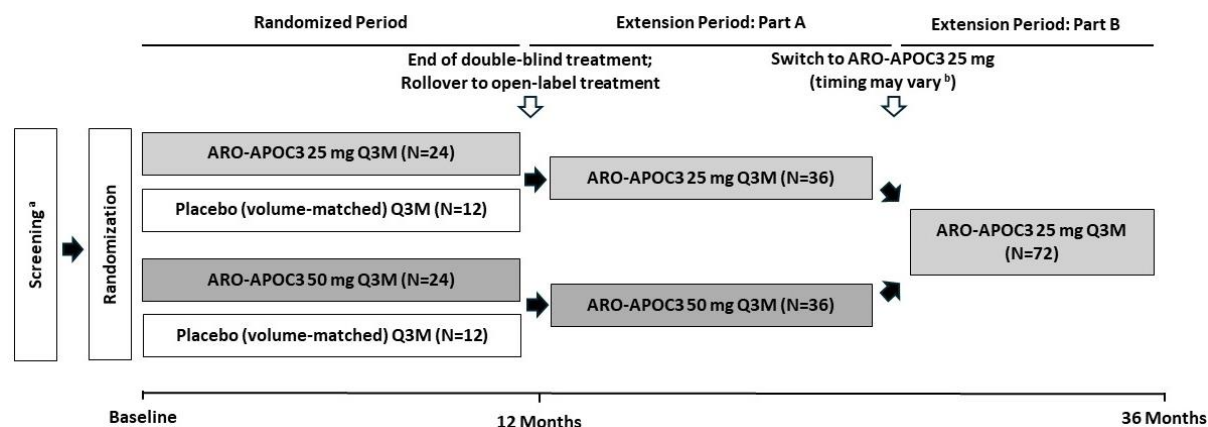 Randomized Period
Extension Period: Part A
Extension Period: Part B
End of double-blind treatment;
Rollover to open-label treatment
Switch to ARO-APOC3 25 mg
(timing may vary ᵇ)
Screening ᵃ
Randomization
ARO-APOC3 25 mg Q3M (N=24)
Placebo (volume-matched) Q3M (N=12)
ARO-APOC3 50 mg Q3M (N=24)
Placebo (volume-matched) Q3M (N=12)
ARO-APOC3 25 mg Q3M (N=36)
ARO-APOC3 50 mg Q3M (N=36)
ARO-APOC3 25 mg Q3M
(N=72)
Baseline
12 Months
36 Months